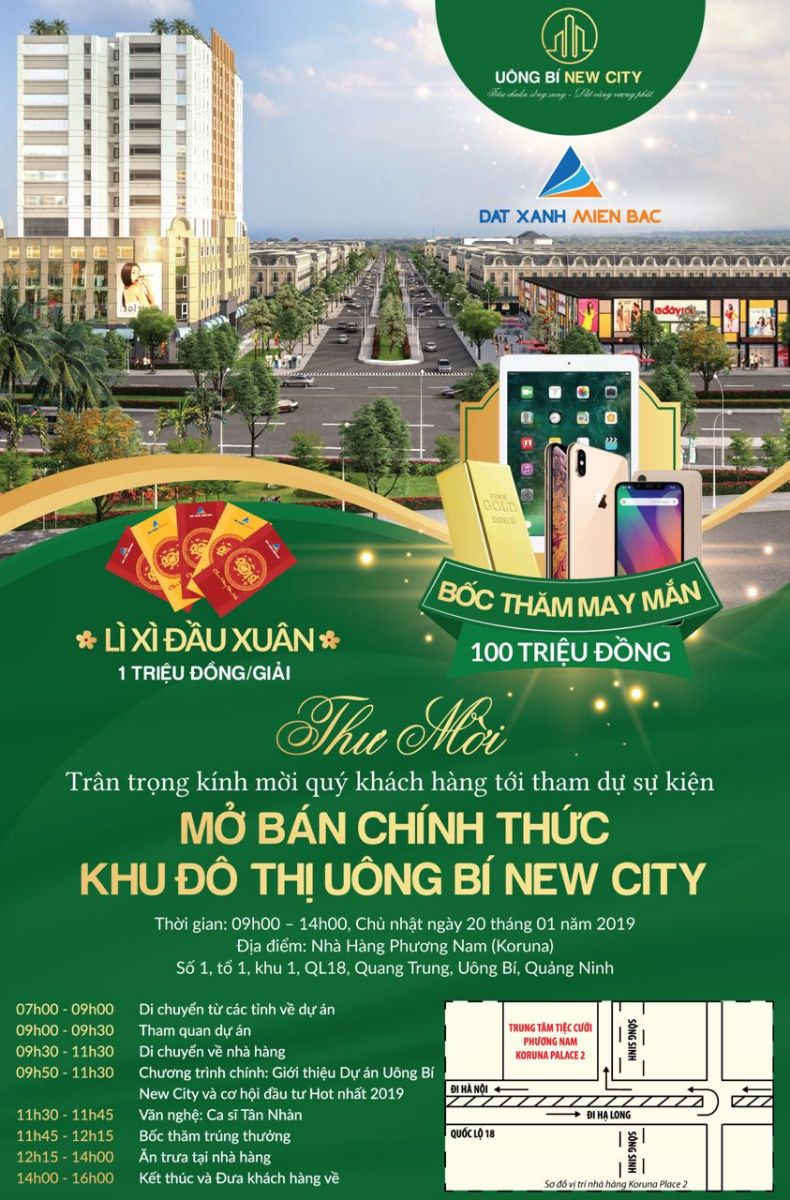 UÔNG BÍ NEW CITY
Tiêu chuẩn sống sang - Đất vàng vượng phát
DAT XANH MIEN BAC
adayroi
FINE
GOLD
999.9
BỐC THĂM MAY MẮN
100 TRIỆU ĐỒNG
LÌ XÌ ĐẦU XUÂN
1 TRIỆU ĐỒNG/GIẢI
Thư Mời
Trân trọng kính mời quý khách hàng tới tham dự sự kiện
MỞ BÁN CHÍNH THỨC
KHU ĐÔ THỊ UÔNG BÍ NEW CITY
Thời gian: 09h00 – 14h00, Chủ nhật ngày 20 tháng 01 năm 2019
Địa điểm: Nhà Hàng Phương Nam (Koruna)
Số 1, tổ 1, khu 1, QL18, Quang Trung, Uông Bí, Quảng Ninh
07h00 - 09h00 Di chuyển từ các tỉnh về dự án
09h00 - 09h30 Tham quan dự án
09h30 - 11h30 Di chuyển về nhà hàng
09h50 - 11h30 Chương trình chính: Giới thiệu Dự án Uông Bí
New City và cơ hội đầu tư Hot nhất 2019
11h30 - 11h45 Văn nghệ: Ca sĩ Tân Nhàn
11h45 - 12h15 Bốc thăm trúng thưởng
12h15 - 14h00 Ăn trưa tại nhà hàng
14h00 - 16h00 Kết thúc và Đưa khách hàng về
TRUNG TÂM TIỆC CƯỚI
PHƯƠNG NAM
KORUNA PALACE 2
SÔNG SINH
ĐI HÀ NỘI
ĐI HẠ LONG
QUỐC LỘ 18
SÔNG SINH
Sơ đồ vị trí nhà hàng Koruna Place 2